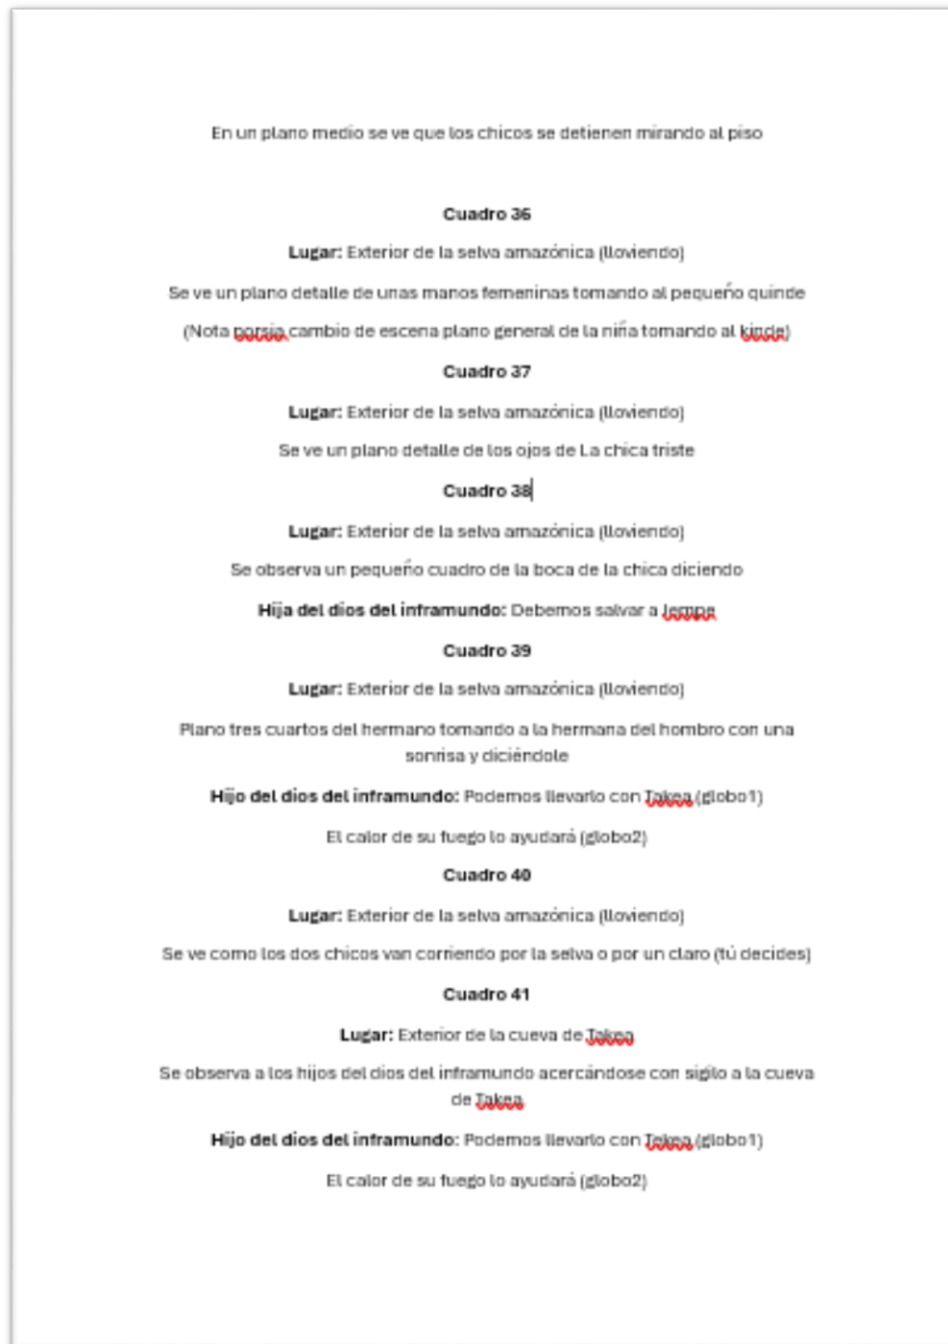 En un plano medio se ve que los chicos se detienen mirando al piso
Cuadro 36
Lugar: Exterior de la selva amazónica (lloviendo)
Se ve un plano detalle de unas manos femeninas tomando al pequeño quinde
(Nota porsia cambio de escena plano general de la niña tomando al kinde)
Cuadro 37
Lugar: Exterior de la selva amazónica (lloviendo)
Se ve un plano detalle de los ojos de La chica triste
Cuadro 38
Lugar: Exterior de la selva amazónica (lloviendo)
Se observa un pequeño cuadro de la boca de la chica diciendo
Hija del dios del inframundo: Debemos salvar a Jempe
Cuadro 39
Lugar: Exterior de la selva amazónica (lloviendo)
Plano tres cuartos del hermano tomando a la hermana del hombro con una
sonrisa y diciéndole
Hijo del dios del inframundo: Podemos llevarlo con Takea (globo1)
El calor de su fuego lo ayudará (globo2)
Cuadro 40
Lugar: Exterior de la selva amazónica (lloviendo)
Se ve como los dos chicos van corriendo por la selva o por un claro (tú decides)
Cuadro 41
Lugar: Exterior de la cueva de Takea
Se observa a los hijos del dios del inframundo acercándose con sigilo a la cueva
de Takea
Hijo del dios del inframundo: Podemos llevarlo con Tekea (globo1)
El calor de su fuego lo ayudará (globo2)